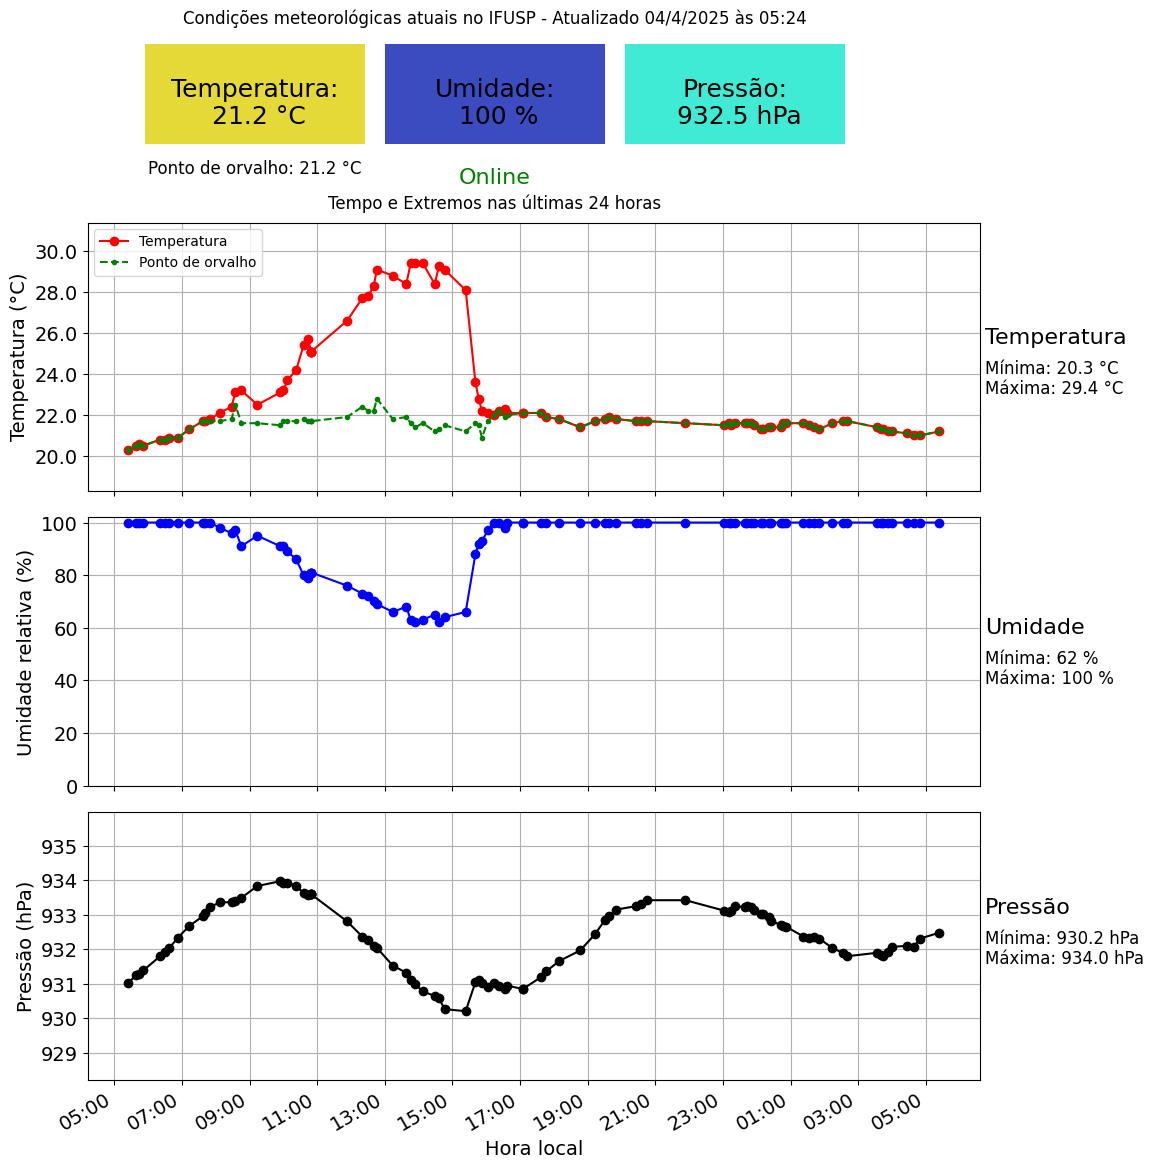 Condições meteorológicas atuais no IFUSP - Atualizado 04/4/2025 às 05:24
Temperatura:
21.2 °C
Umidade:
100 %
Pressão:
932.5 hPa
Ponto de orvalho: 21.2 °C
Online
Tempo e Extremos nas últimas 24 horas
Temperatura
Ponto de orvalho
Temperatura (°C)
30.0
28.0
26.0
24.0
22.0
20.0
Temperatura
Mínima: 20.3 °C
Máxima: 29.4 °C
Umidade relativa (%)
100
80
60
40
20
0
Umidade
Mínima: 62 %
Máxima: 100 %
Pressão (hPa)
935
934
933
932
931
930
929
Pressão
Mínima: 930.2 hPa
Máxima: 934.0 hPa
05:00
07:00
09:00
11:00
13:00
15:00
17:00
19:00
21:00
23:00
01:00
03:00
05:00
Hora local